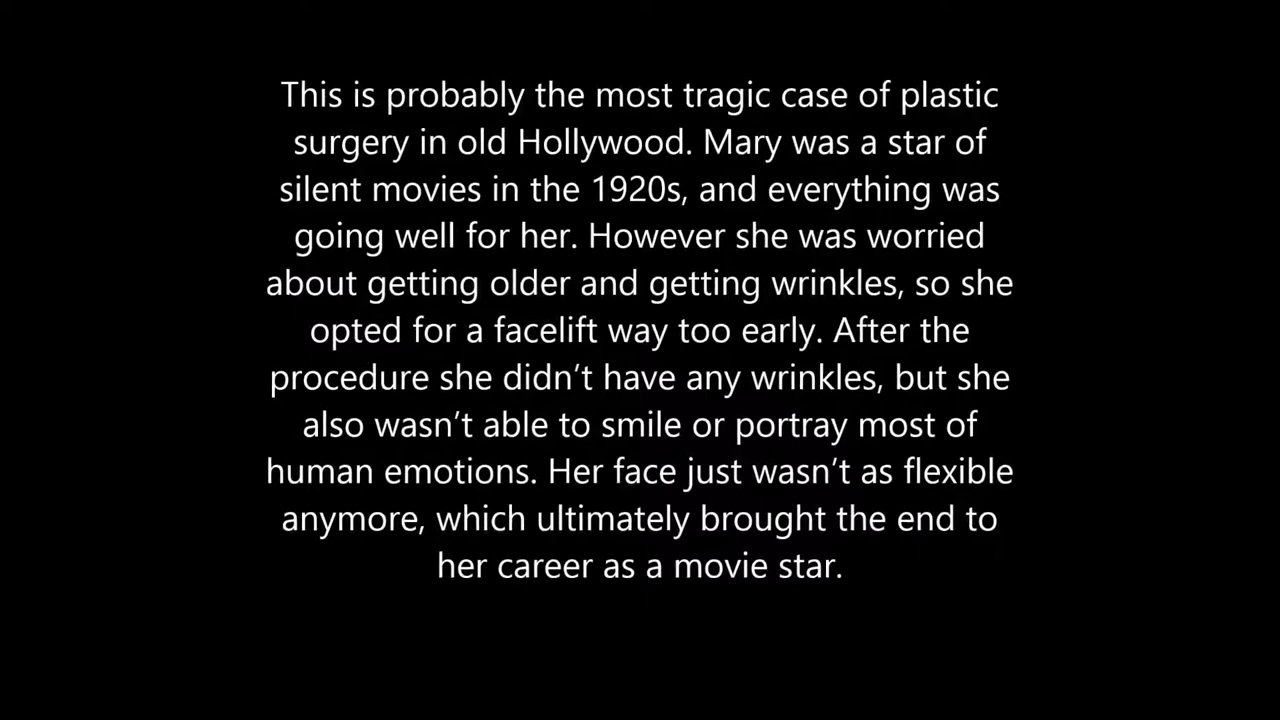 This is probably the most tragic case of plastic
surgery in old Hollywood. Mary was a star of
silent movies in the 1920s, and everything was
going well for her. However she was worried
about getting older and getting wrinkles, so she
opted for a facelift way too early. After the
procedure she didn’t have any wrinkles, but she
also wasn’t able to smile or portray most of
human emotions. Her face just wasn’t as flexible
anymore, which ultimately brought the end to
her career as a movie star.